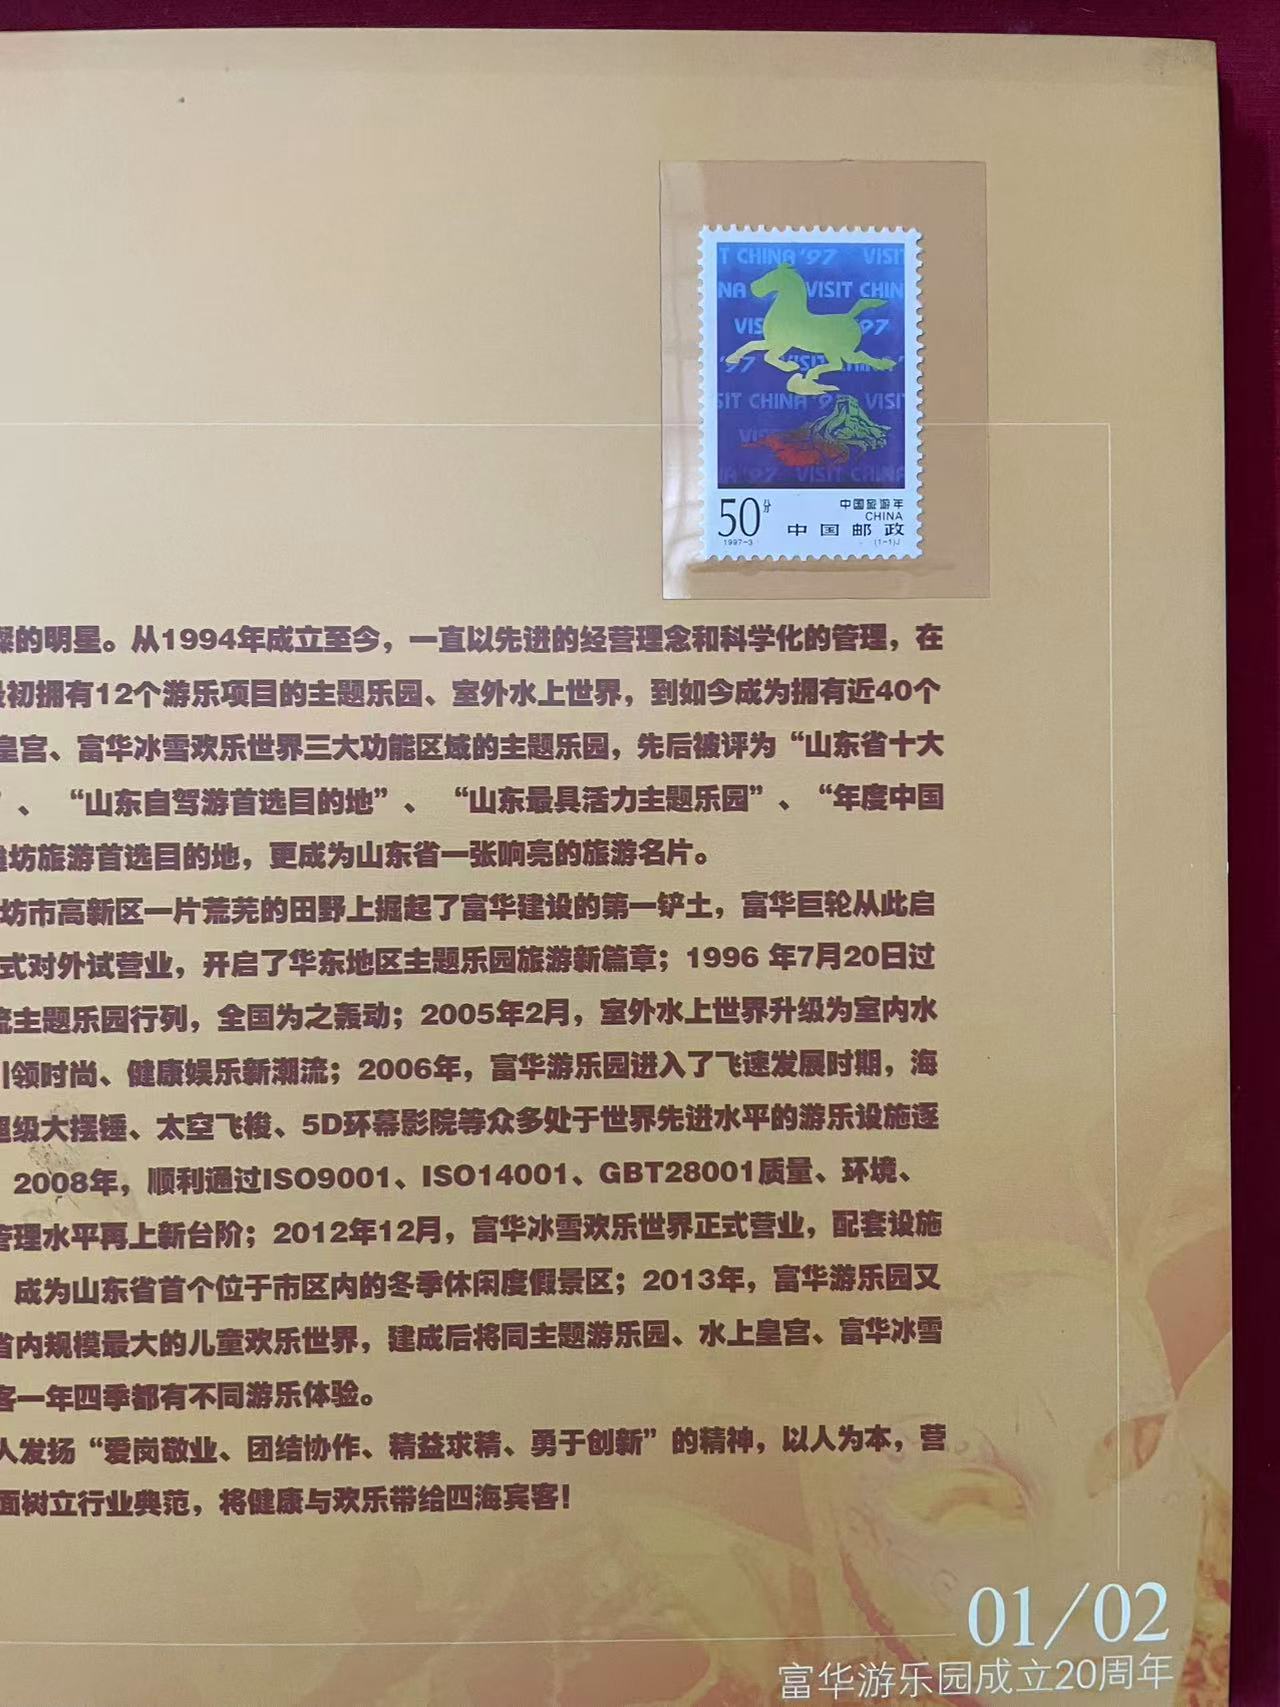 T CHINA '97 VISIT
NA VISIT CHIN
VIS 97
'97 VISIT CHINA'
SIT CHINA '9 VISIT
VIS
A '97 VISIT CHINA
50分
中国旅游年
CHINA
中国邮政
1997-3
(1-1)J
的明星。从1994年成立至今，一直以先进的经营理念和科学化的管理，在
初拥有12个游乐项目的主题乐园、室外水上世界，到如今成为拥有近40个
皇宫、富华冰雪欢乐世界三大功能区域的主题乐园，先后被评为“山东省十大
”、“山东自驾游首选目的地”、“山东最具活力主题乐园”、“年度中国
坊旅游首选目的地，更成为山东省一张响亮的旅游名片。
坊市高新区一片荒芜的田野上掘起了富华建设的第一铲土，富华巨轮从此启
式对外试营业，开启了华东地区主题乐园旅游新篇章；1996 年7月20日过
流主题乐园行列，全国为之轰动；2005年2月，室外水上世界升级为室内水
引领时尚、健康娱乐新潮流；2006年，富华游乐园进入了飞速发展时期，海
超级大摆锤、太空飞梭、5D环幕影院等众多处于世界先进水平的游乐设施逐
2008年，顺利通过ISO9001、ISO14001、GBT28001质量、环境、
管理水平再上新台阶；2012年12月，富华冰雪欢乐世界正式营业，配套设施
成为山东省首个位于市区内的冬季休闲度假景区；2013年，富华游乐园又
省内规模最大的儿童欢乐世界，建成后将同主题游乐园、水上皇宫、富华冰雪
客一年四季都有不同游乐体验。
人发扬“爱岗敬业、团结协作、精益求精、勇于创新”的精神，以人为本，营
面树立行业典范，将健康与欢乐带给四海宾客！
01/02
富华游乐园成立20周年